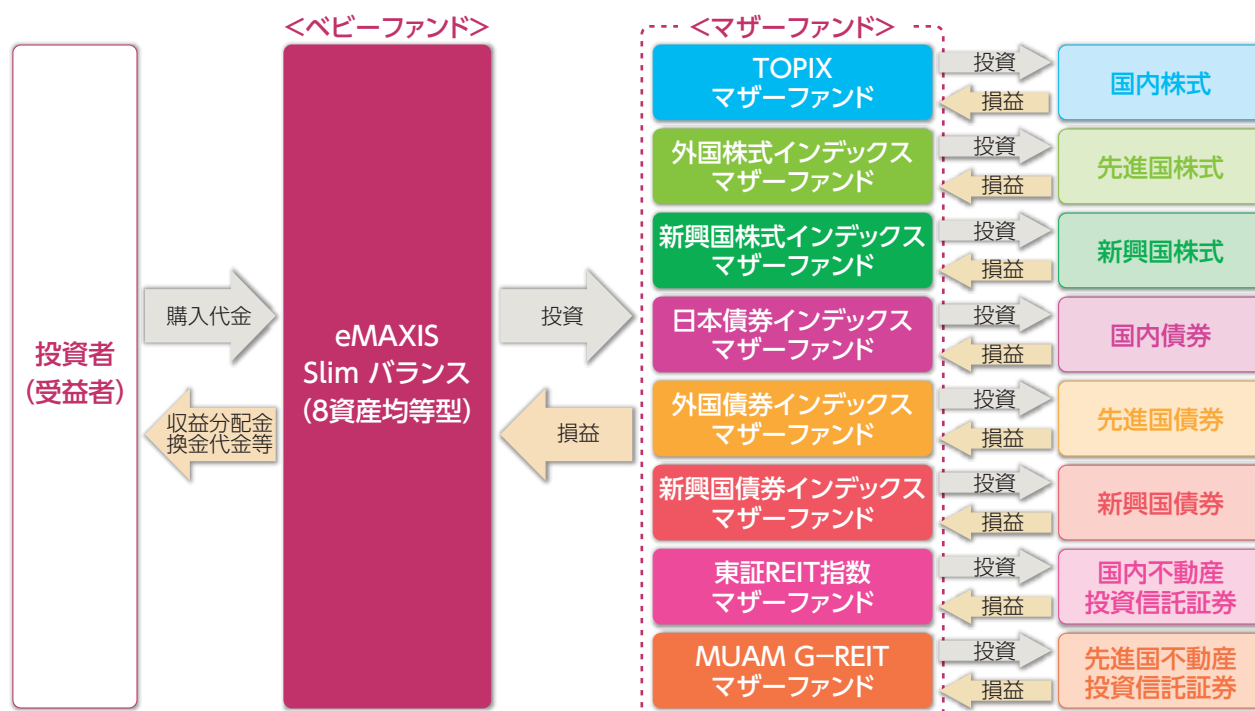 <ベビーファンド>
<マザーファンド>
投資者
(受益者)
購入代金
収益分配金
換金代金等
eMAXIS
Slim バランス
(8資産均等型)
投資
損益
TOPIX
マザーファンド
投資
損益
国内株式
外国株式インデックス
マザーファンド
投資
損益
先進国株式
新興国株式インデックス
マザーファンド
投資
損益
新興国株式
日本債券インデックス
マザーファンド
投資
損益
国内債券
外国債券インデックス
マザーファンド
投資
損益
先進国債券
新興国債券インデックス
マザーファンド
投資
損益
新興国債券
東証REIT指数
マザーファンド
投資
損益
国内不動産
投資信託証券
MUAM G−REIT
マザーファンド
投資
損益
先進国不動産
投資信託証券